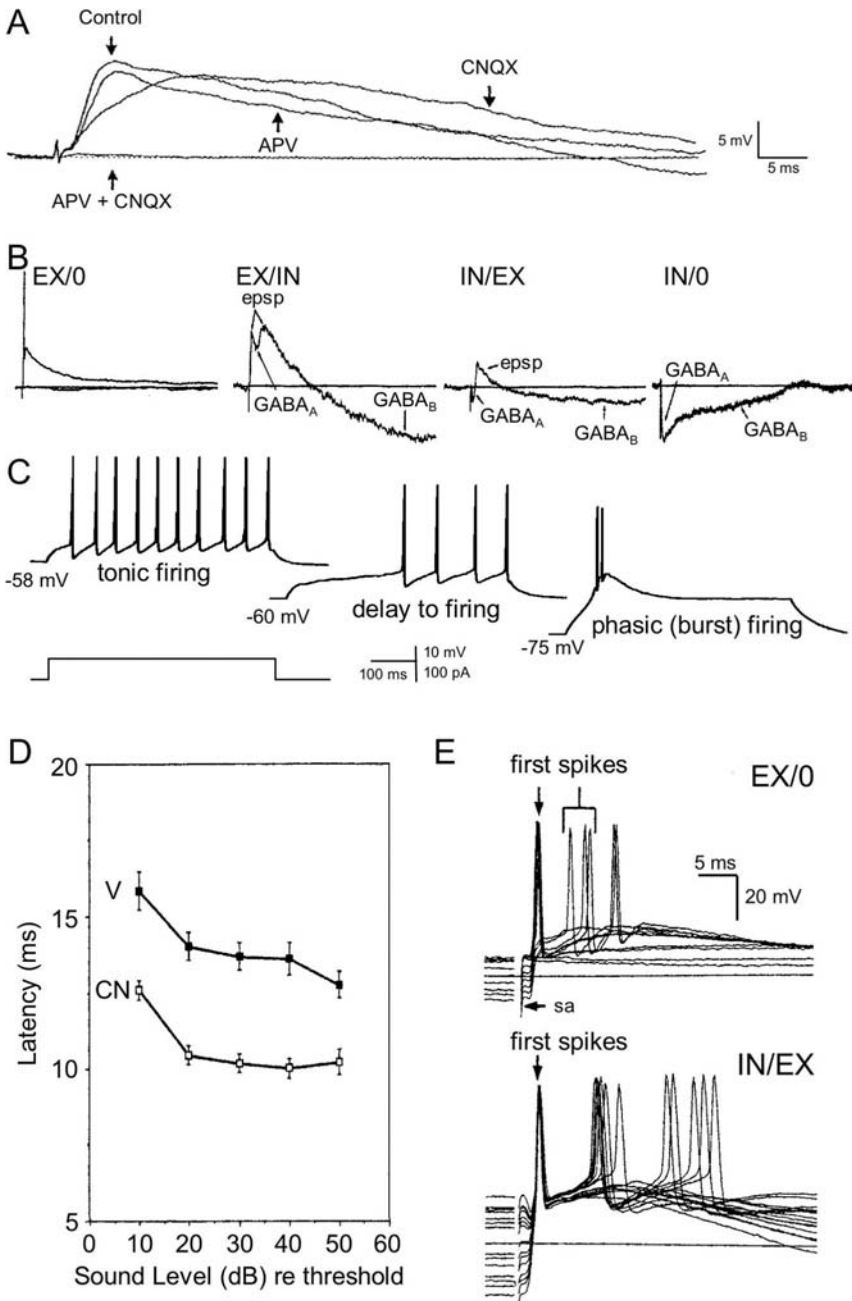 A
Control
CNQX
APV
APV + CNQX
5 mV
5 ms
B
EX/0
EX/IN
IN/EX
IN/0
epsp
GABAA
GABAB
epsp
GABAA
GABAB
GABAA
GABAB
C
-58 mV
tonic firing
-60 mV
delay to firing
-75 mV
phasic (burst) firing
100 ms
10 mV
100 pA
D
20
15
10
5
V
CN
Latency (ms)
0 10 20 30 40 50 60
Sound Level (dB) re threshold
E
first spikes
EX/0
5 ms
20 mV
sa
first spikes
IN/EX